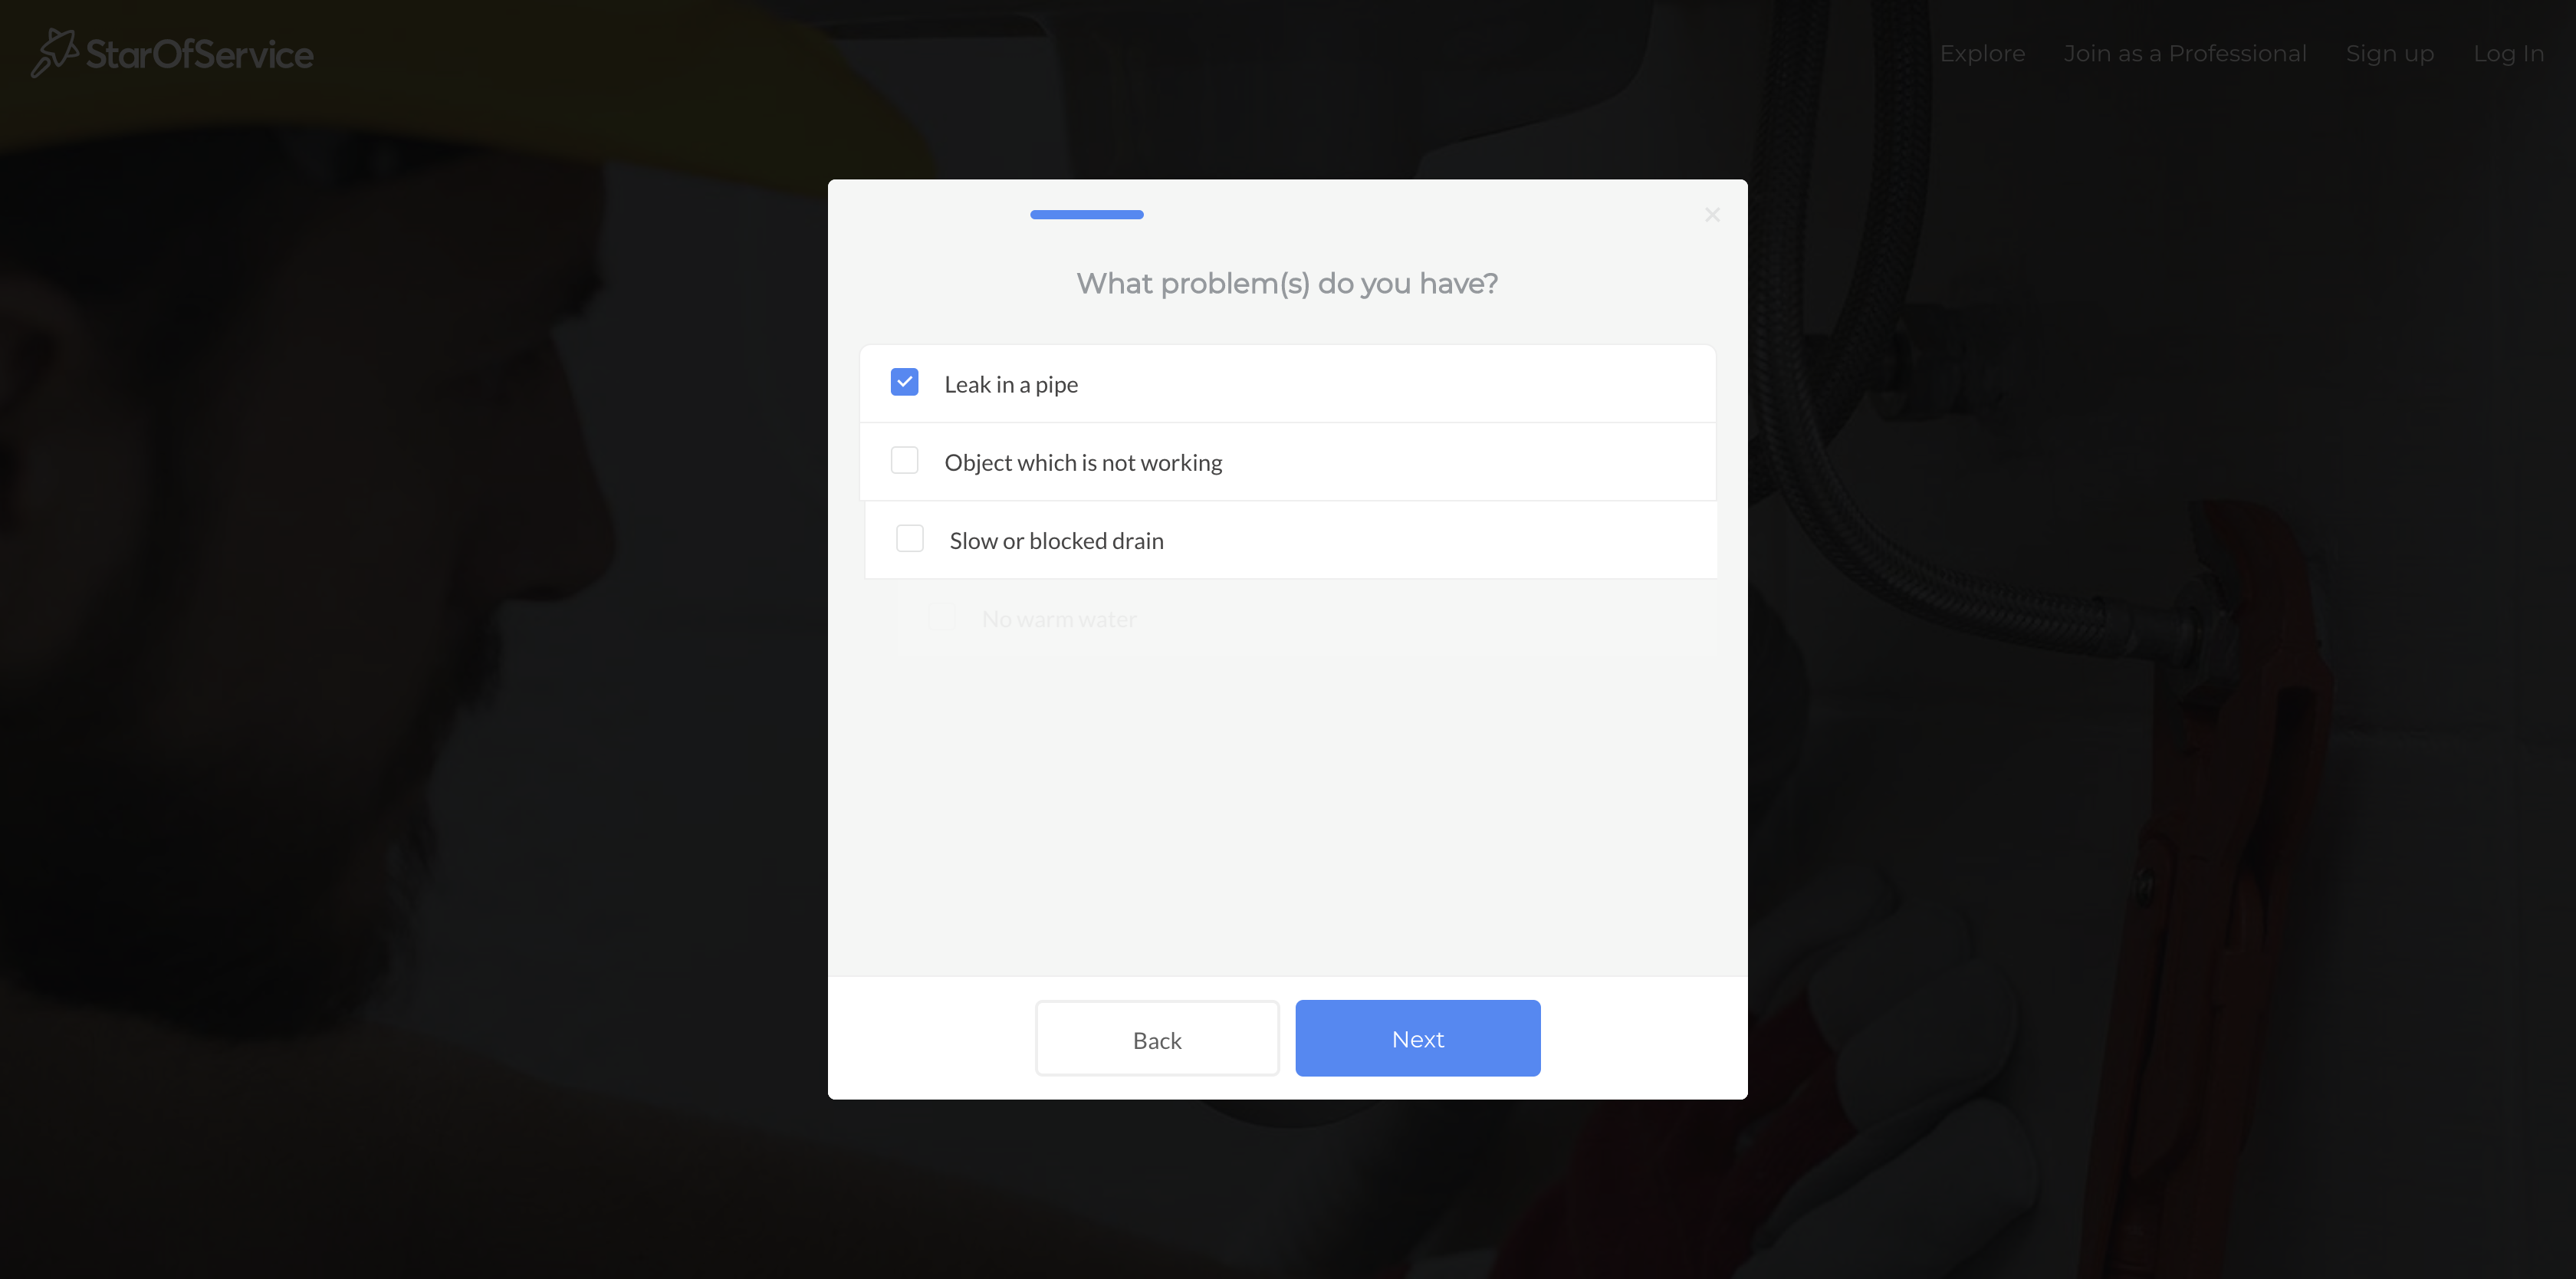 StarOfService
Explore
Join as a Professional
Sign up
Log In
What problem(s) do you have?
Leak in a pipe
Object which is not working
Slow or blocked drain
No warm water
Back
Next